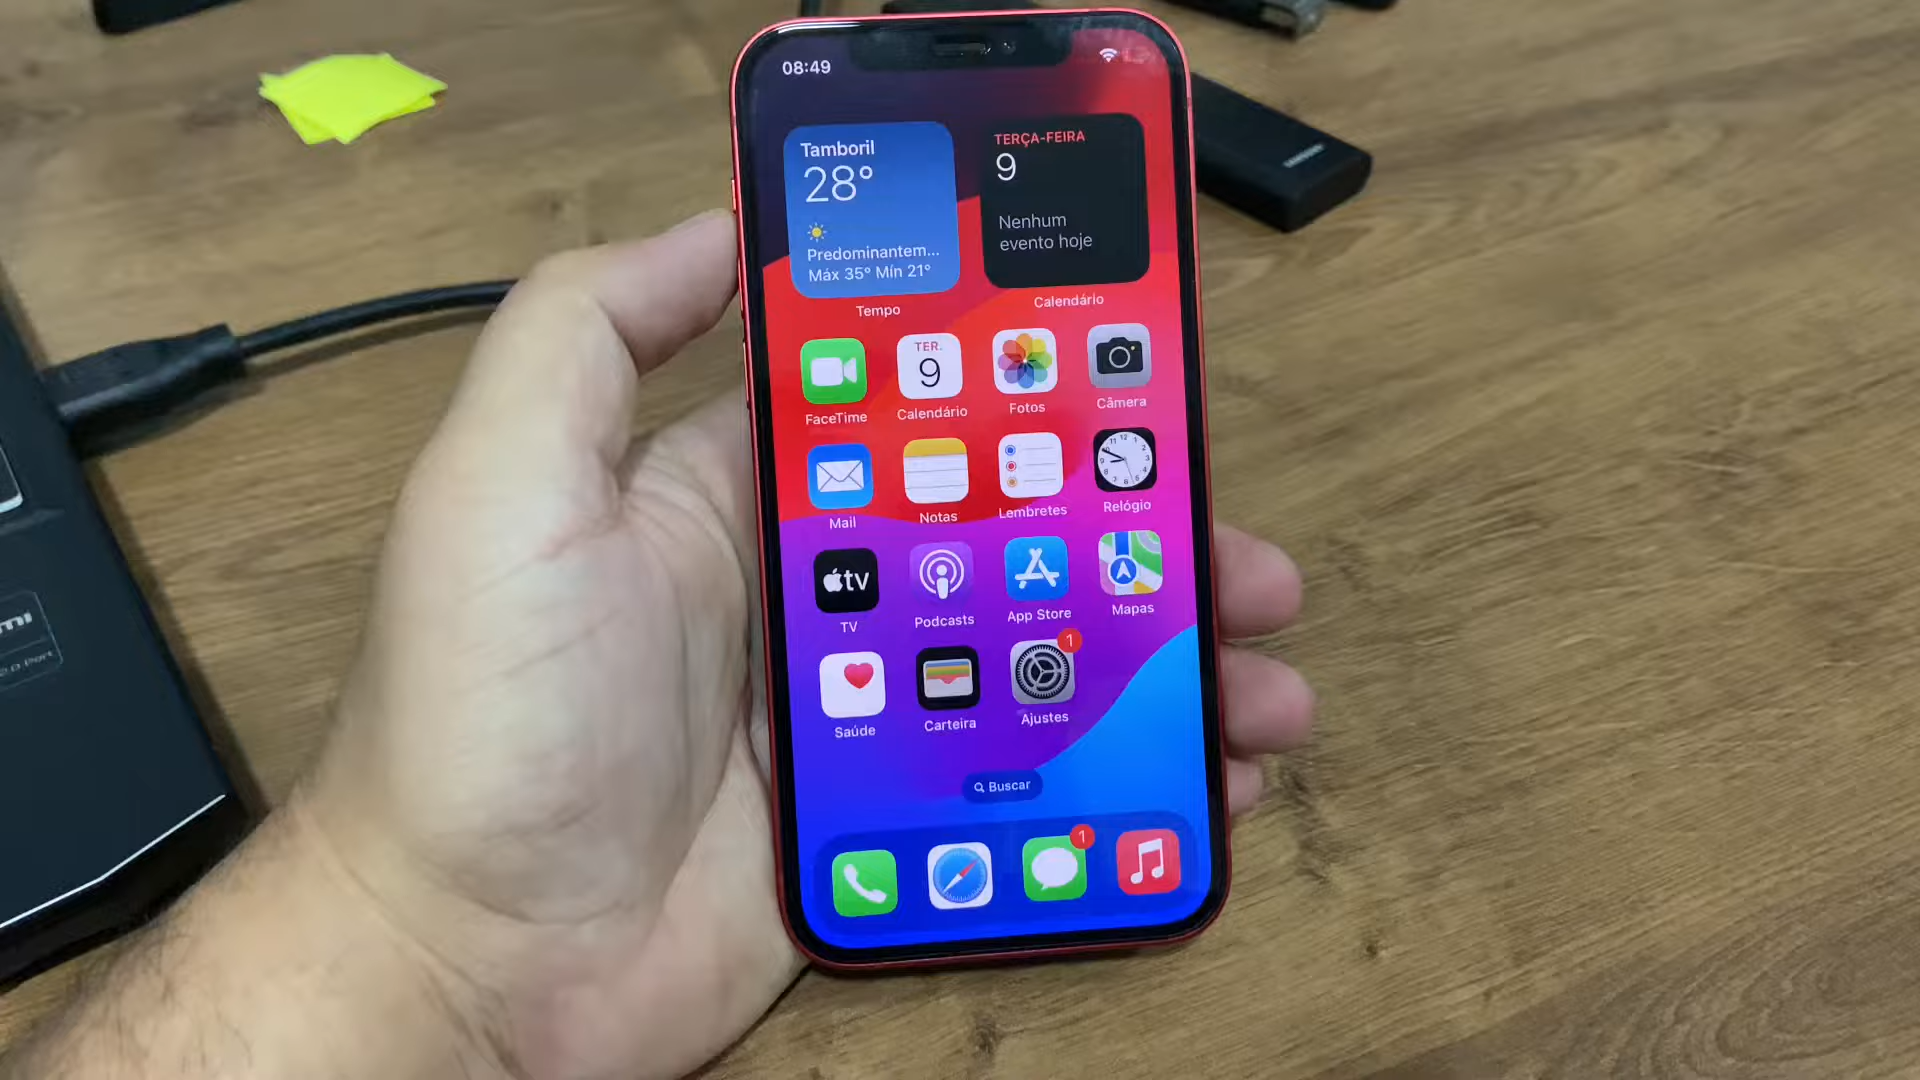 08:49
Tamboril
28°
Predominantem...
Máx 35° Mín 21°
Tempo
TERÇA-FEIRA
9
Nenhum
evento hoje
Calendário
FaceTime
TER.
9
Calendário
Fotos
Câmera
Mail
Notas
Lembretes
Relógio
tv
TV
Podcasts
App Store
Mapas
Saúde
Carteira
1
Ajustes
Buscar
1